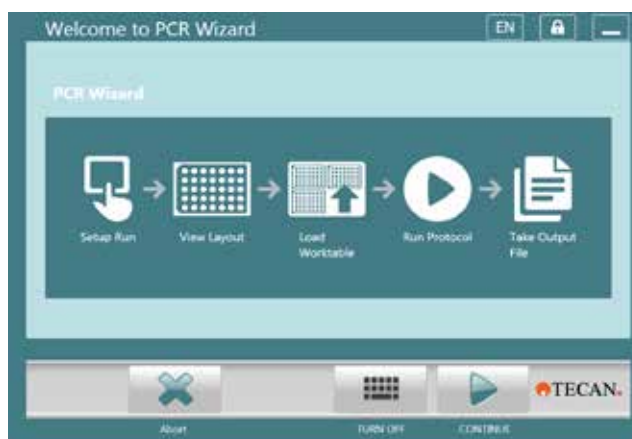 Welcome to PCR Wizard
EN
PCR Wizard
Setup Run
View Layout
Load
Worktable
Run Protocol
Take Output
File
Abort
TURN OFF
CONTINUE
TECAN.